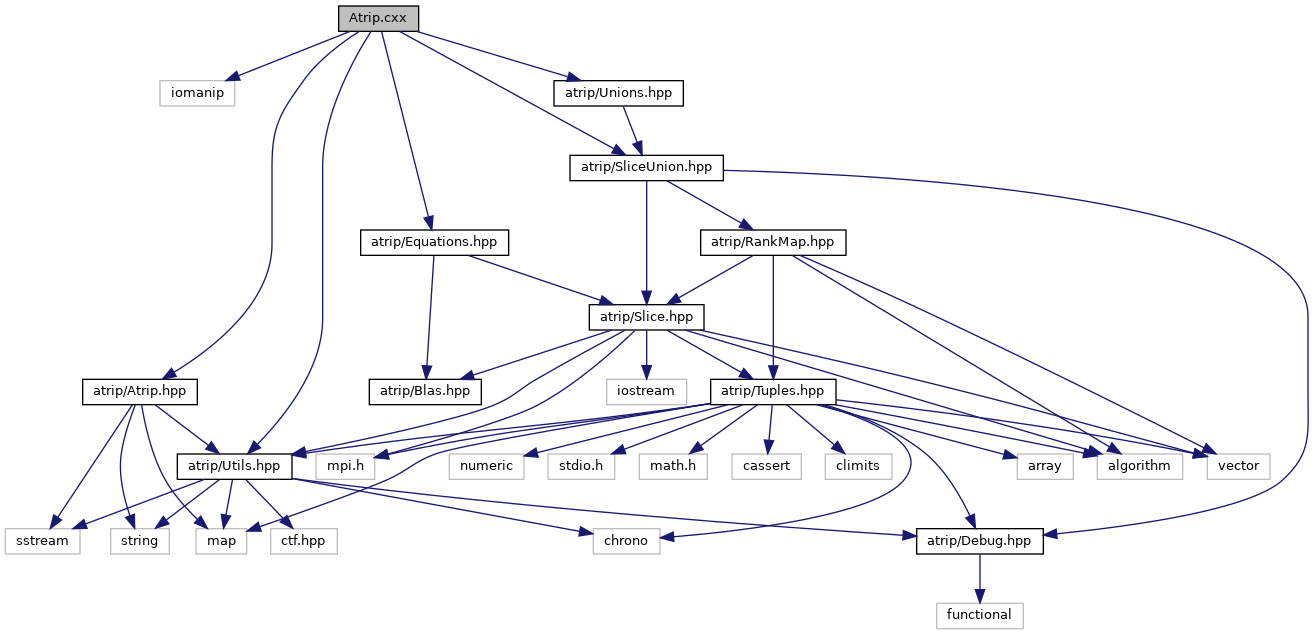 Atrip.cxx
iomanip
atrip/Unions.hpp
atrip/SliceUnion.hpp
atrip/Equations.hpp
atrip/RankMap.hpp
atrip/Slice.hpp
atrip/Atrip.hpp
atrip/Blas.hpp
iostream
atrip/Tuples.hpp
atrip/Utils.hpp
mpi.h
numeric
stdio.h
math.h
cassert
climits
array
algorithm
vector
sstream
string
map
ctf.hpp
chrono
atrip/Debug.hpp
functional